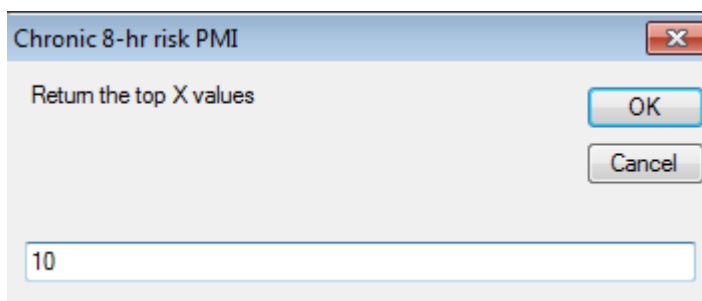 Chronic 8-hr risk PMI
Return the top X values
OK
Cancel
10